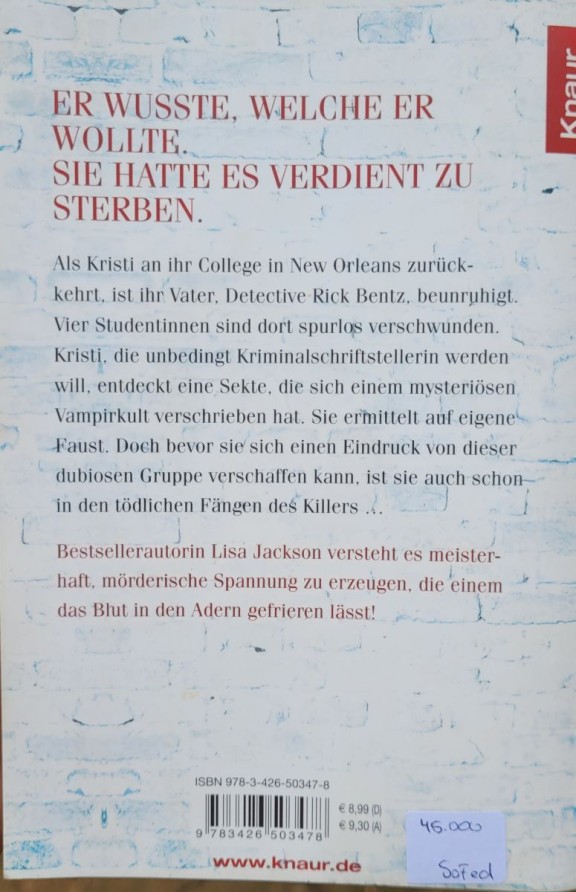 Knaur
ER WUSSTE, WELCHE ER
WOLLTE.
SIE HATTE ES VERDIENT ZU
STERBEN.
Als Kristi an ihr College in New Orleans zurück-
kehrt, ist ihr Vater, Detective Rick Bentz, beunruhigt.
Vier Studentinnen sind dort spurlos verschwunden.
Kristi, die unbedingt Kriminalschriftstellerin werden
will, entdeckt eine Sekte, die sich einem mysteriösen
Vampirkult verschrieben hat. Sie ermittelt auf eigene
Faust. Doch bevor sie sich einen Eindruck von dieser
dubiosen Gruppe verschaffen kann, ist sie auch schon
in den tödlichen Fängen des Killers ...
Bestsellerautorin Lisa Jackson versteht es meister-
haft, mörderische Spannung zu erzeugen, die einem
das Blut in den Adern gefrieren lässt!
ISBN 978-3-426-50347-8
€ 8,99 (D)
€ 9,30 (A)
9 783426 503478
www.knaur.de
45.000